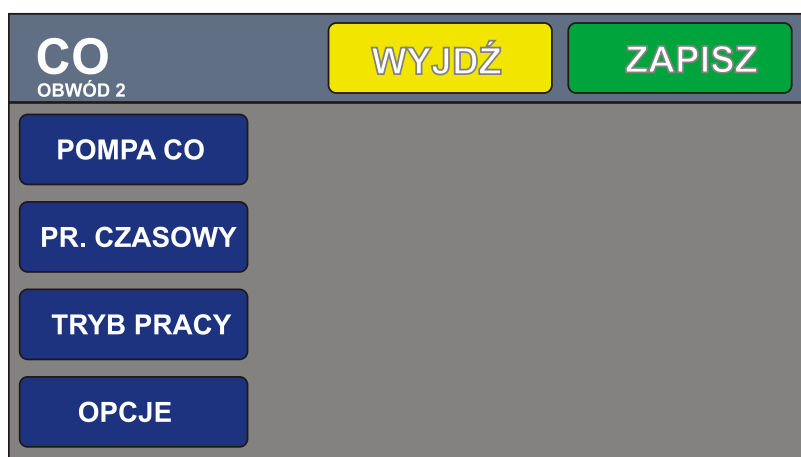 CO
OBWÓD 2
WYJDŹ
ZAPISZ
POMPA CO
PR. CZASOWY
TRYB PRACY
OPCJE